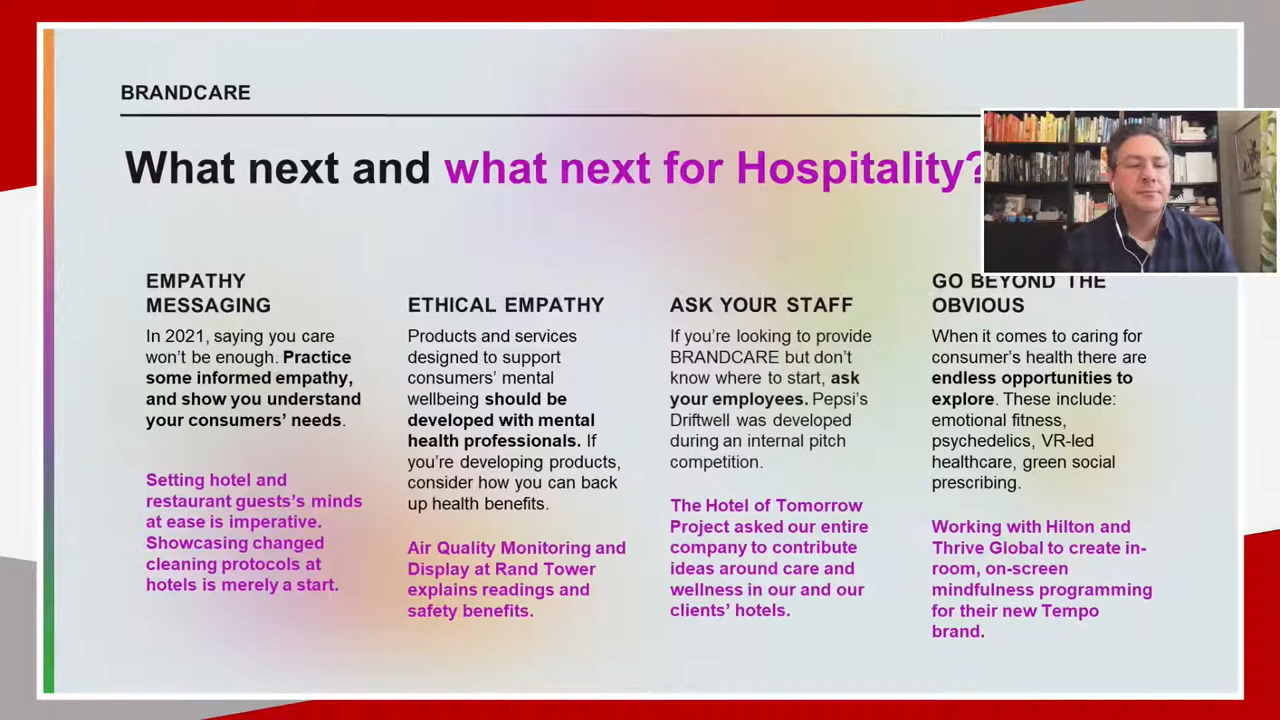 BRANDCARE
What next and what next for Hospitality?
EMPATHY
MESSAGING
In 2021, saying you care
won't be enough. Practice
some informed empathy,
and show you understand
your consumers' needs.
Setting hotel and
restaurant guests's minds
at ease is imperative.
Showcasing changed
cleaning protocols at
hotels is merely a start.
ETHICAL EMPATHY
Products and services
designed to support
consumers' mental
wellbeing should be
developed with mental
health professionals. If
you're developing products,
consider how you can back
up health benefits.
Air Quality Monitoring and
Display at Rand Tower
explains readings and
safety benefits.
ASK YOUR STAFF
If you're looking to provide
BRANDCARE but don't
know where to start, ask
your employees. Pepsi's
Driftwell was developed
during an internal pitch
competition.
The Hotel of Tomorrow
Project asked our entire
company to contribute
ideas around care and
wellness in our and our
clients' hotels.
GO BEYOND THE
OBVIOUS
When it comes to caring for
consumer's health there are
endless opportunities to
explore. These include:
emotional fitness,
psychedelics, VR-led
healthcare, green social
prescribing.
Working with Hilton and
Thrive Global to create in-
room, on-screen
mindfulness programming
for their new Tempo
brand.